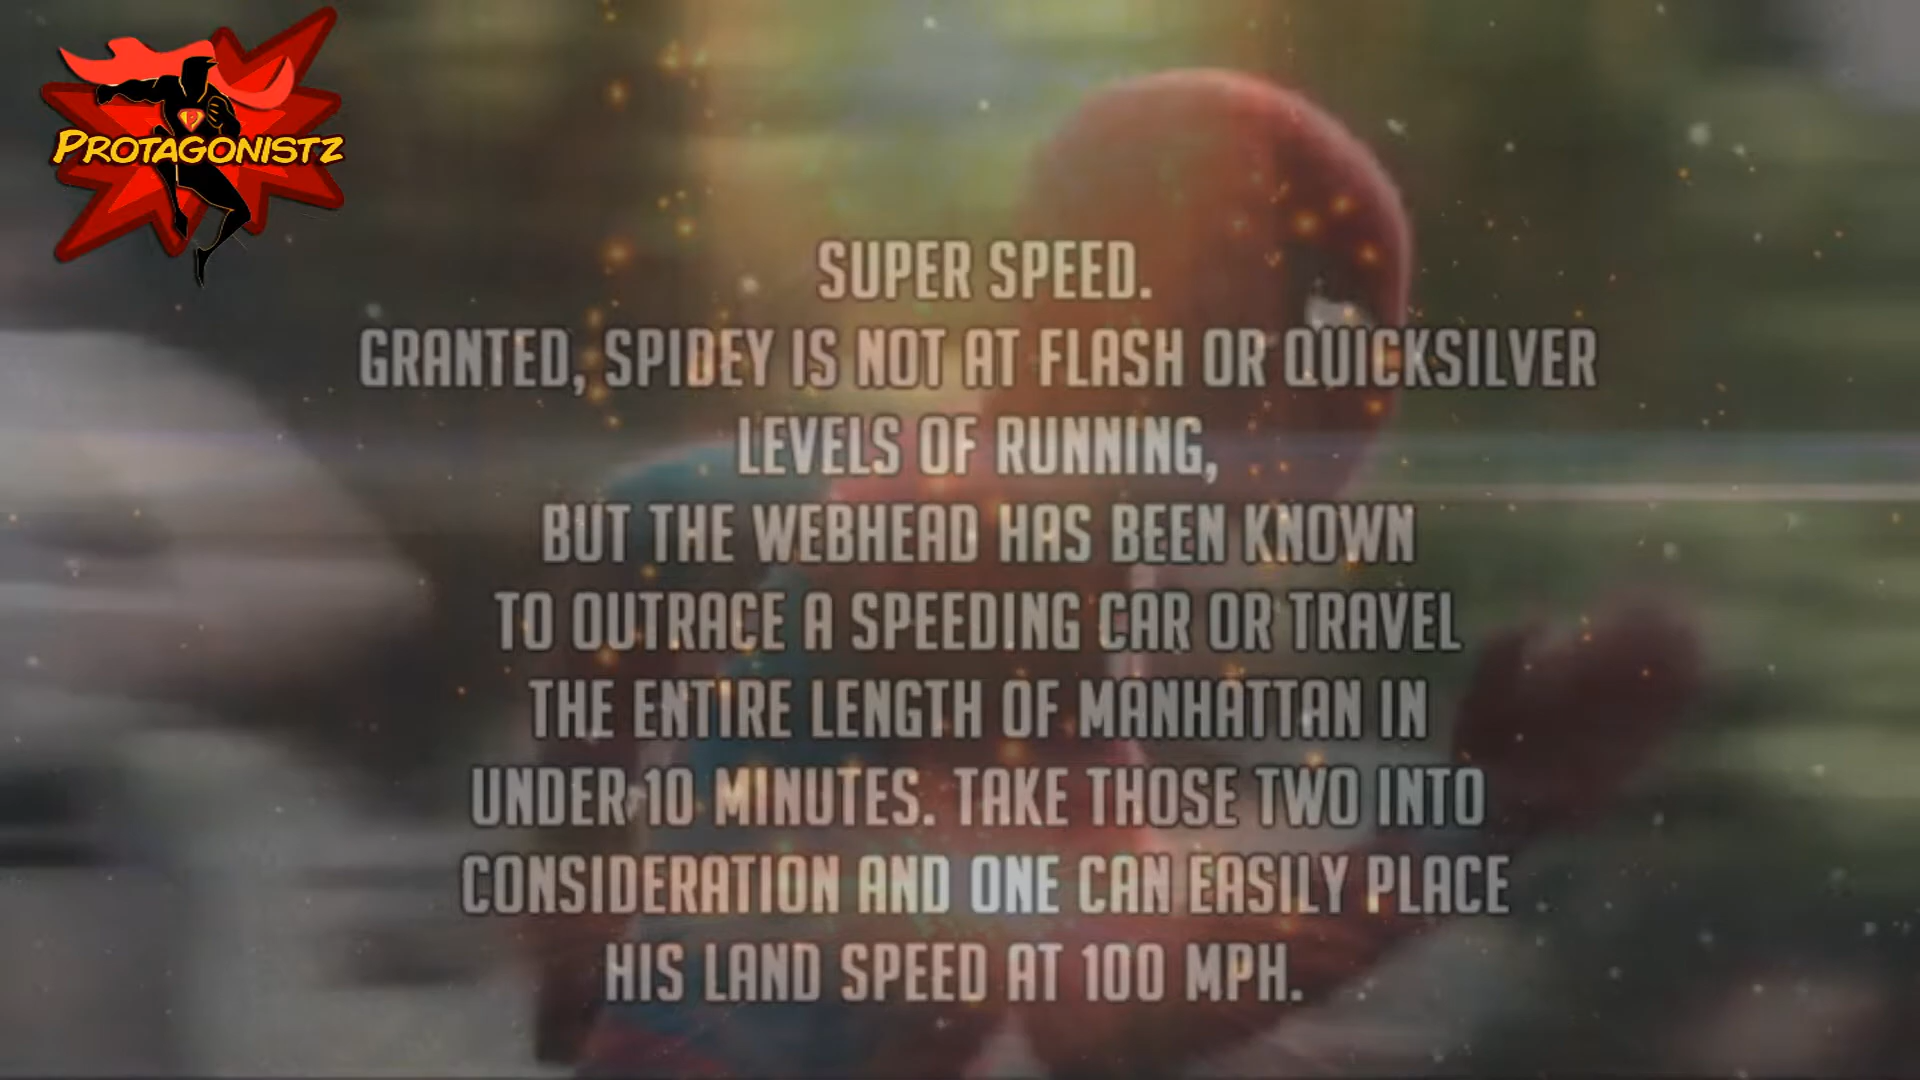 PROTAGONISTZ
SUPER SPEED.
GRANTED, SPIDEY IS NOT AT FLASH OR QUICKSILVER
LEVELS OF RUNNING,
BUT THE WEBHEAD HAS BEEN KNOWN
TO OUTRACE A SPEEDING CAR OR TRAVEL
THE ENTIRE LENGTH OF MANHATTAN IN
UNDER 10 MINUTES. TAKE THOSE TWO INTO
CONSIDERATION AND ONE CAN EASILY PLACE
HIS LAND SPEED AT 100 MPH.